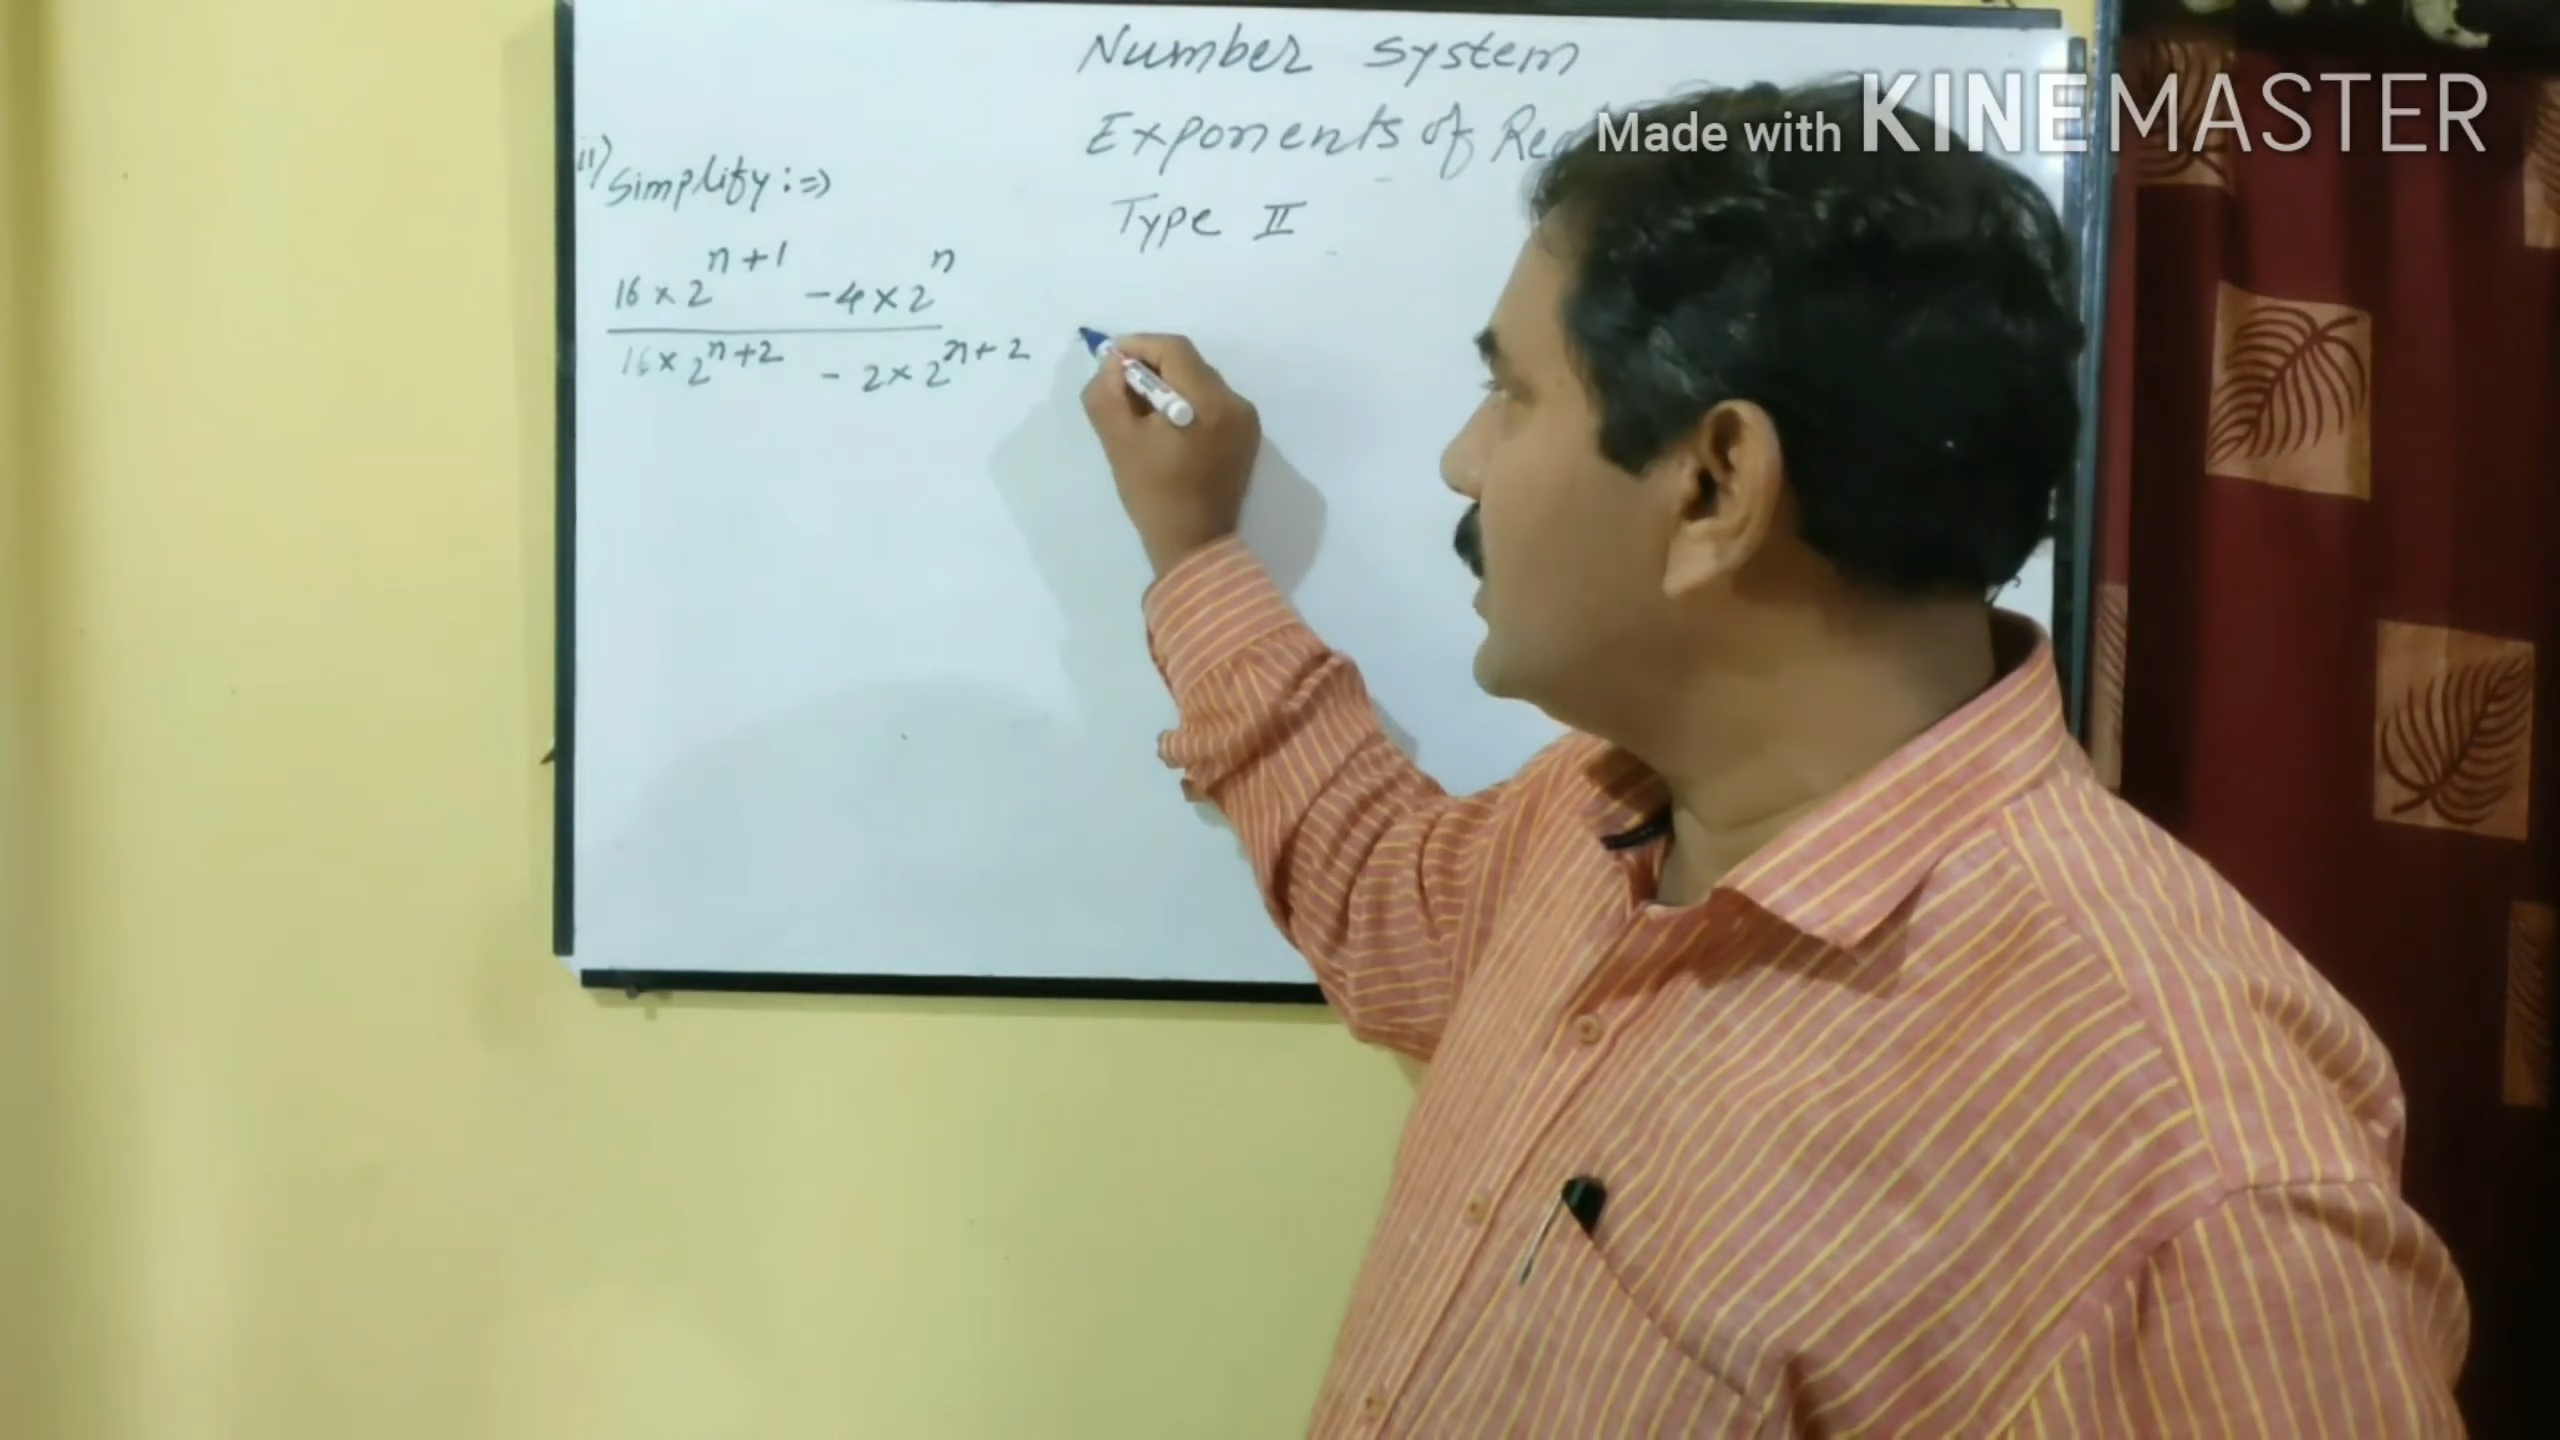 Number System
Exponents of Rea
Made with KINEMASTER
ii) Simplify :⇒
Type II
16 × 2^n+1 - 4 × 2^n
16 × 2^n+2 - 2 × 2^n+2